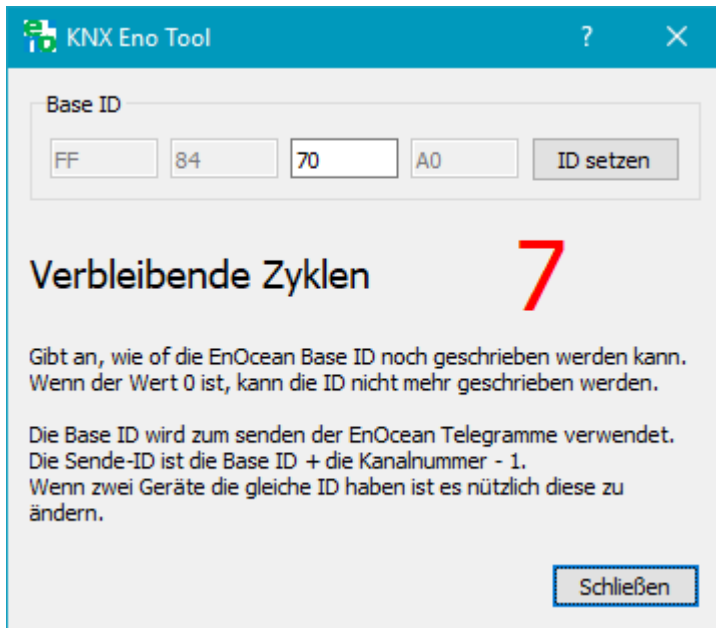 KNX Eno Tool ?
Base ID
FF 84 70 A0 ID setzen
Verbleibende Zyklen 7
Gibt an, wie of die EnOcean Base ID noch geschrieben werden kann.
Wenn der Wert 0 ist, kann die ID nicht mehr geschrieben werden.
Die Base ID wird zum senden der EnOcean Telegramme verwendet.
Die Sende-ID ist die Base ID + die Kanalnummer - 1.
Wenn zwei Geräte die gleiche ID haben ist es nützlich diese zu
ändern.
Schließen